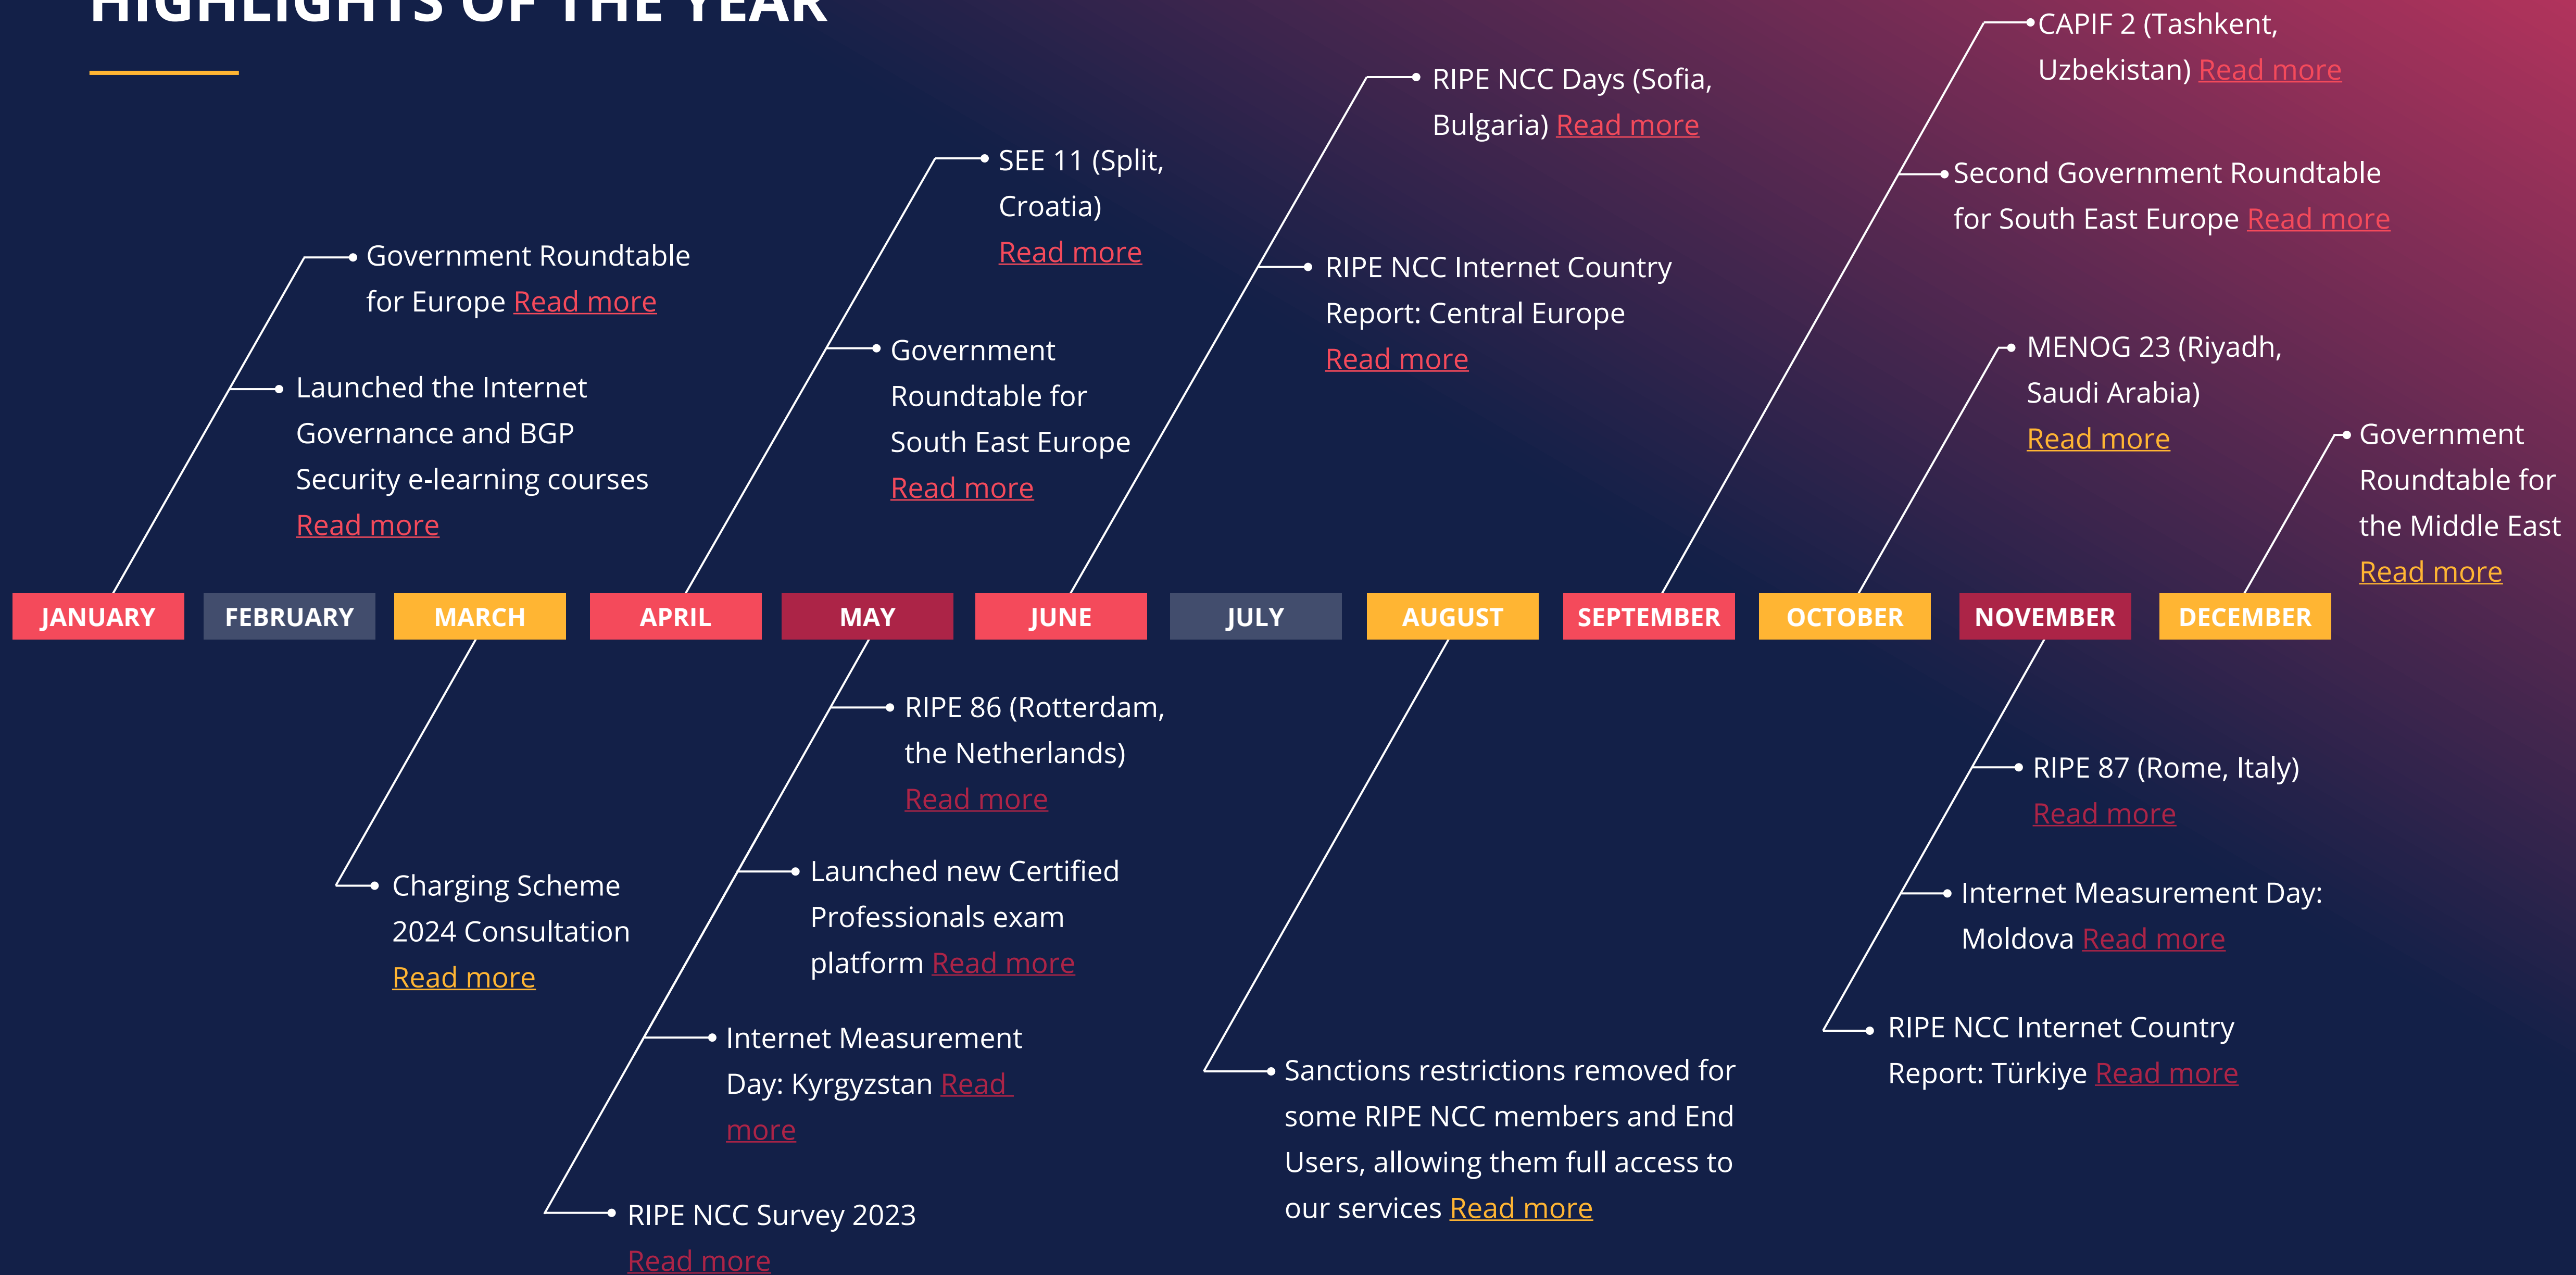 HIGHLIGHTS OF THE YEAR
Government Roundtable
for Europe Read more
Launched the Internet
Governance and BGP
Security e-learning courses
Read more
SEE 11 (Split,
Croatia)
Read more
Government
Roundtable for
South East Europe
Read more
RIPE NCC Days (Sofia,
Bulgaria) Read more
RIPE NCC Internet Country
Report: Central Europe
Read more
CAPIF 2 (Tashkent,
Uzbekistan) Read more
Second Government Roundtable
for South East Europe Read more
MENOG 23 (Riyadh,
Saudi Arabia)
Read more
Government
Roundtable for
the Middle East
Read more
JANUARY
FEBRUARY
MARCH
APRIL
MAY
JUNE
JULY
AUGUST
SEPTEMBER
OCTOBER
NOVEMBER
DECEMBER
Charging Scheme
2024 Consultation
Read more
RIPE 86 (Rotterdam,
the Netherlands)
Read more
Launched new Certified
Professionals exam
platform Read more
Internet Measurement
Day: Kyrgyzstan Read
more
RIPE NCC Survey 2023
Read more
Sanctions restrictions removed for
some RIPE NCC members and End
Users, allowing them full access to
our services Read more
RIPE 87 (Rome, Italy)
Read more
Internet Measurement Day:
Moldova Read more
RIPE NCC Internet Country
Report: Türkiye Read more